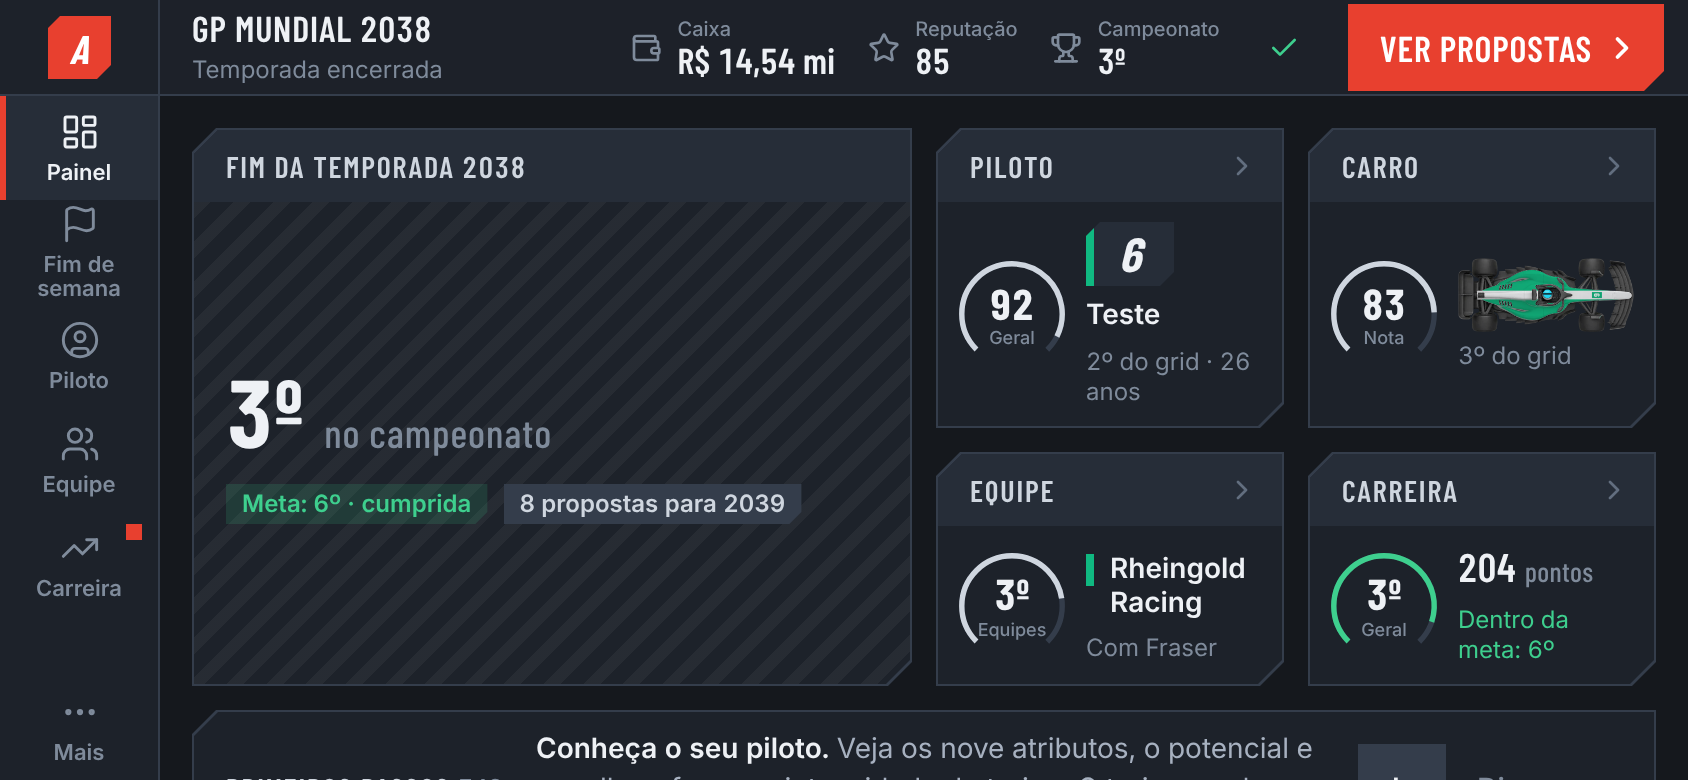 A
GP MUNDIAL 2038
Temporada encerrada
Caixa
R$ 14,54 mi
Reputação
85
Campeonato
3º
VER PROPOSTAS
Painel
Fim de
semana
Piloto
Equipe
Carreira
Mais
FIM DA TEMPORADA 2038
3º no campeonato
Meta: 6º · cumprida
8 propostas para 2039
PILOTO
92
Geral
6
Teste
2º do grid · 26
anos
CARRO
83
Nota
3º do grid
EQUIPE
3º
Equipes
Rheingold
Racing
Com Fraser
CARREIRA
3º
Geral
204 pontos
Dentro da
meta: 6º
Conheça o seu piloto. Veja os nove atributos, o potencial e